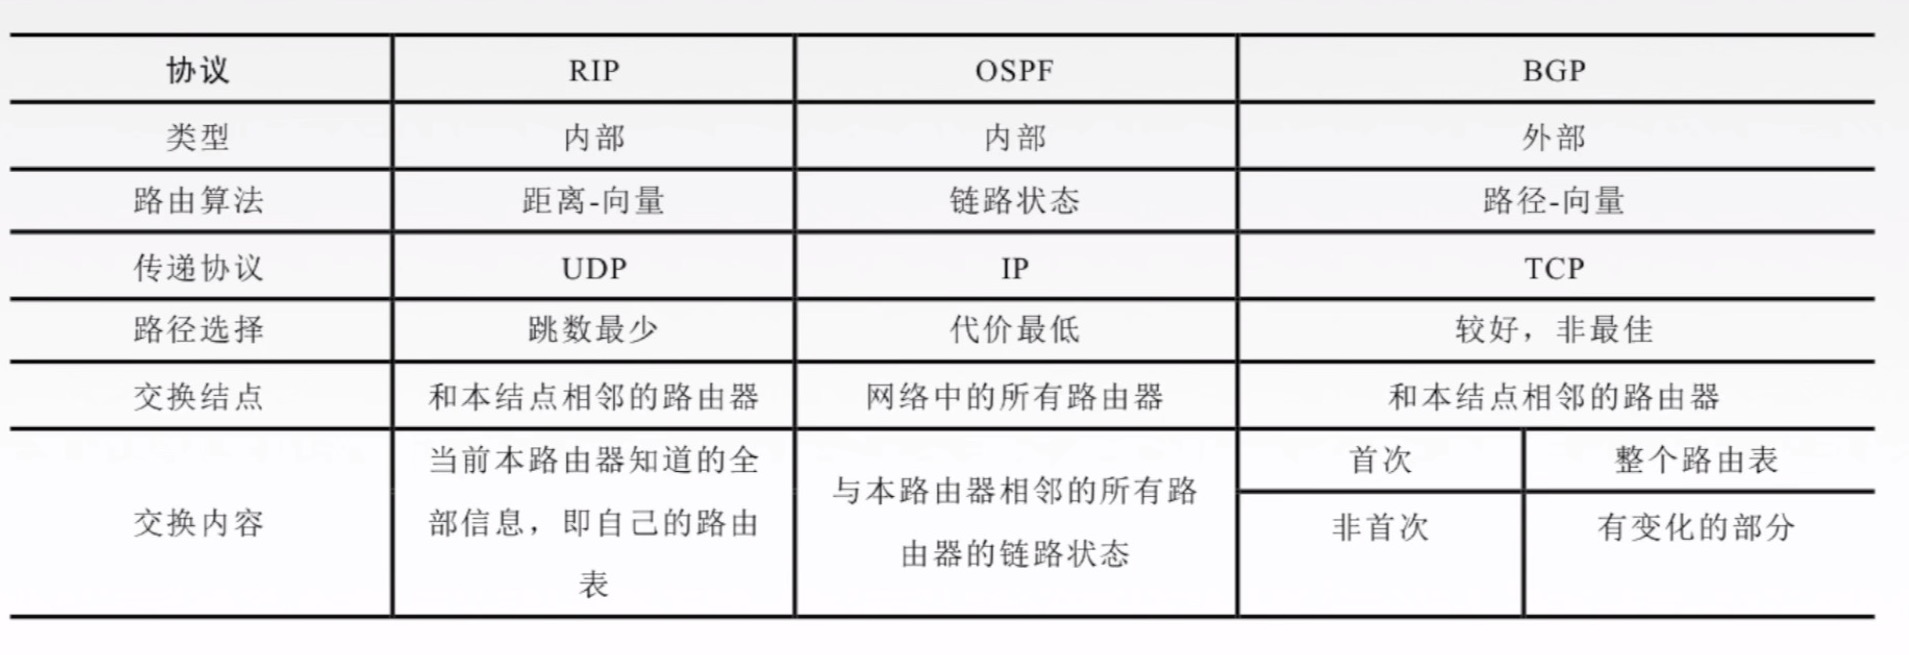 协议 RIP OSPF BGP
类型 内部 内部 外部
路由算法 距离-向量 链路状态 路径-向量
传递协议 UDP IP TCP
路径选择 跳数最少 代价最低 较好，非最佳
交换结点 和本结点相邻的路由器 网络中的所有路由器 和本结点相邻的路由器
交换内容
当前本路由器知道的全
部信息，即自己的路由
表
与本路由器相邻的所有路
由器的链路状态
首次 整个路由表
非首次 有变化的部分